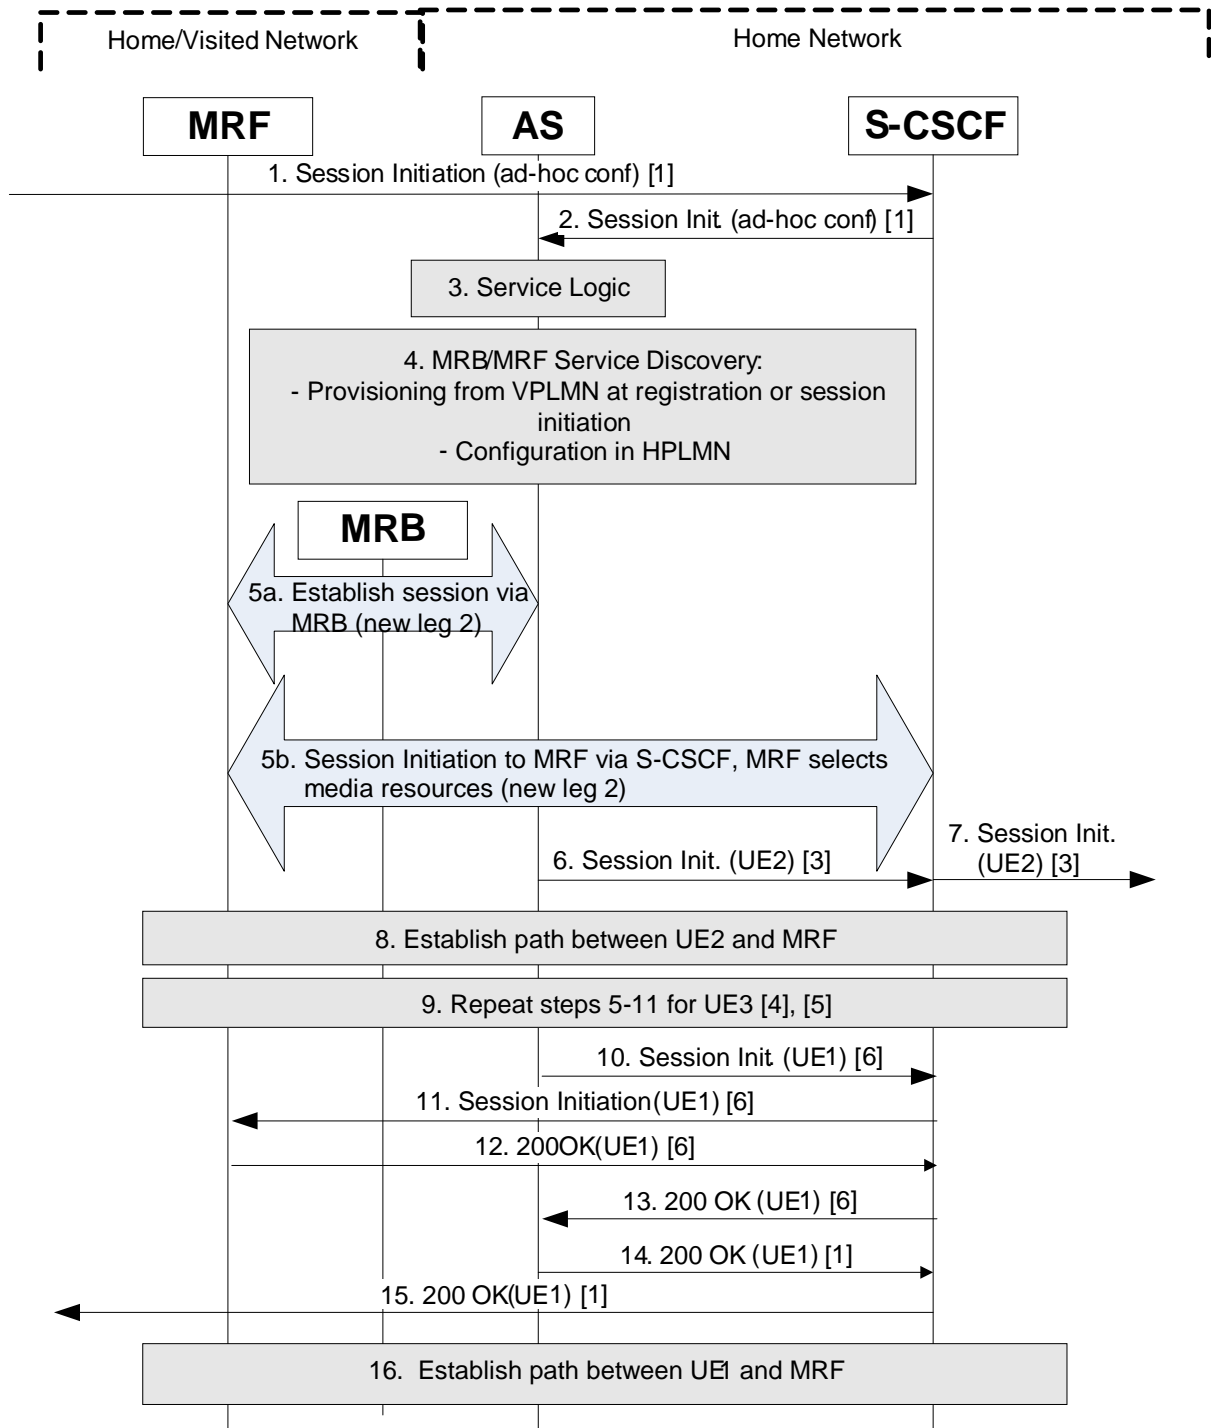 Home/Visited Network
Home Network
MRF
AS
S-CSCF
1. Session Initiation (ad-hoc conf) [1]
2. Session Init. (ad-hoc conf) [1]
3. Service Logic
4. MRB/MRF Service Discovery:
- Provisioning from VPLMN at registration or session
initiation
- Configuration in HPLMN
MRB
5a. Establish session via
MRB (new leg 2)
5b. Session Initiation to MRF via S-CSCF, MRF selects
media resources (new leg 2)
6. Session Init. (UE2) [3]
7. Session Init.
(UE2) [3]
8. Establish path between UE2 and MRF
9. Repeat steps 5-11 for UE3 [4], [5]
10. Session Init. (UE1) [6]
11. Session Initiation(UE1) [6]
12. 200OK(UE1) [6]
13. 200 OK (UE1) [6]
14. 200 OK (UE1) [1]
15. 200 OK(UE1) [1]
16. Establish path between UE1 and MRF